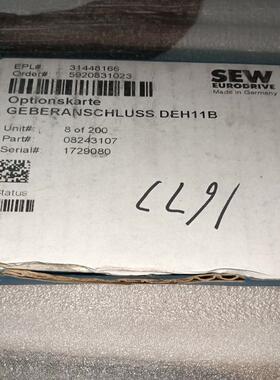 EPL# 31448166
Order# 5920831023
SEW
EURODRIVE
Made in Germany
Optionskarte
GEBERANSCHLUSS DEH11B
Unit# 8 of 200
Part# 08243107
Serial# 1729080
Status
1677